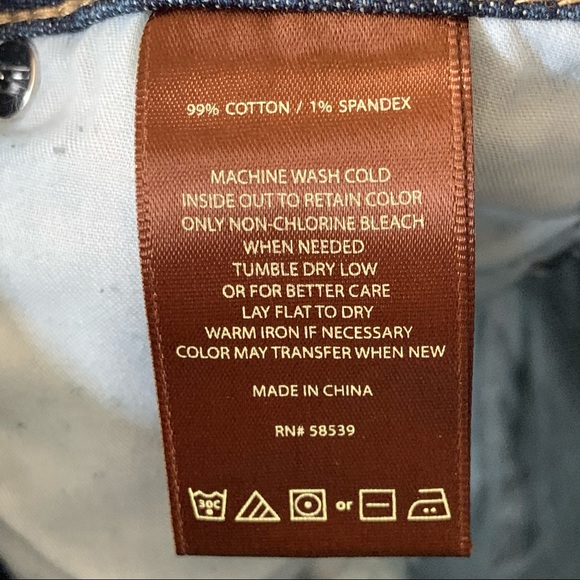 99% COTTON / 1% SPANDEX
MACHINE WASH COLD
INSIDE OUT TO RETAIN COLOR
ONLY NON-CHLORINE BLEACH
WHEN NEEDED
TUMBLE DRY LOW
OR FOR BETTER CARE
LAY FLAT TO DRY
WARM IRON IF NECESSARY
COLOR MAY TRANSFER WHEN NEW
MADE IN CHINA
RN# 58539
30C or